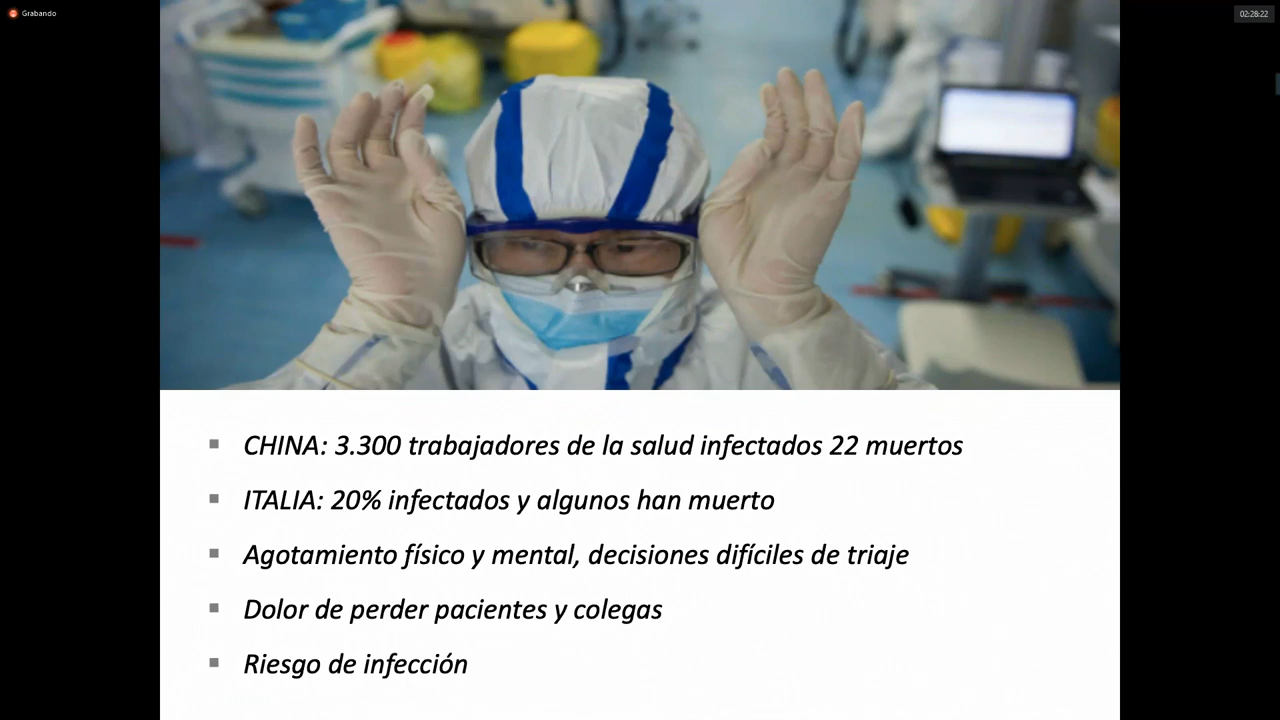 Grabando
02:28:22
CHINA: 3.300 trabajadores de la salud infectados 22 muertos
ITALIA: 20% infectados y algunos han muerto
Agotamiento físico y mental, decisiones difíciles de triaje
Dolor de perder pacientes y colegas
Riesgo de infección